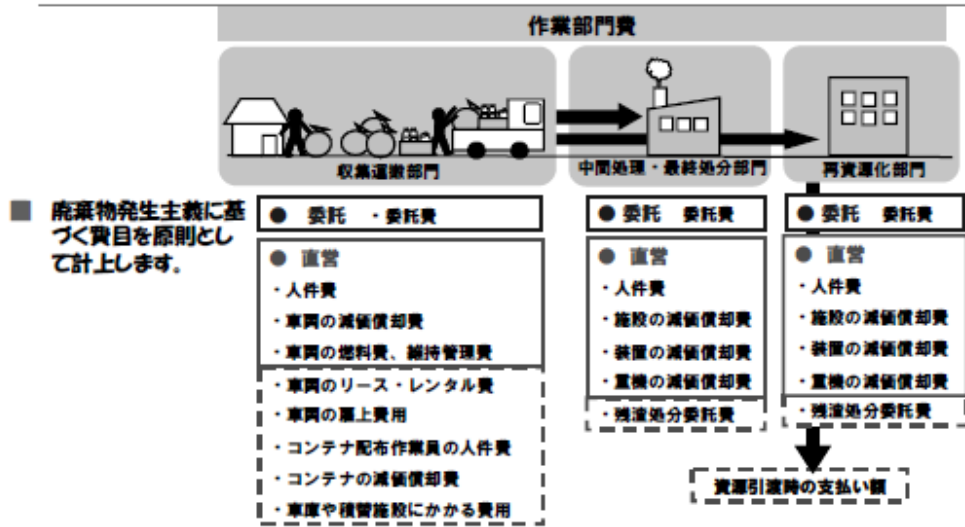 作業部門費
収集運搬部門
中間処理・最終処分部門
再資源化部門
■ 廃棄物発生主義に基
づく費目を原則とし
て計上します。
● 委託 ・委託費
● 直営
・人件費
・車両の減価償却費
・車両の燃料費、維持管理費
・車両のリース・レンタル費
・車両の雇上費用
・コンテナ配布作業員の人件費
・コンテナの減価償却費
・車庫や積替施設にかかる費用
● 委託 委託費
● 直営
・人件費
・施設の減価償却費
・装置の減価償却費
・重機の減価償却費
・残渣処分委託費
● 委託 委託費
● 直営
・人件費
・施設の減価償却費
・装置の減価償却費
・重機の減価償却費
・残渣処分委託費
資源引渡時の支払い額